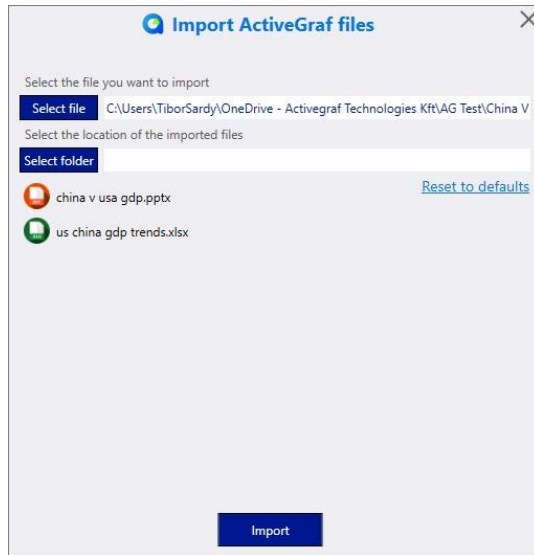 Import ActiveGraf files
Select the file you want to import
Select file C:\Users\TiborSardy\OneDrive - Activegraf Technologies Kft\AG Test\China V
Select the location of the imported files
Select folder
Reset to defaults
china v usa gdp.pptx
us china gdp trends.xlsx
Import